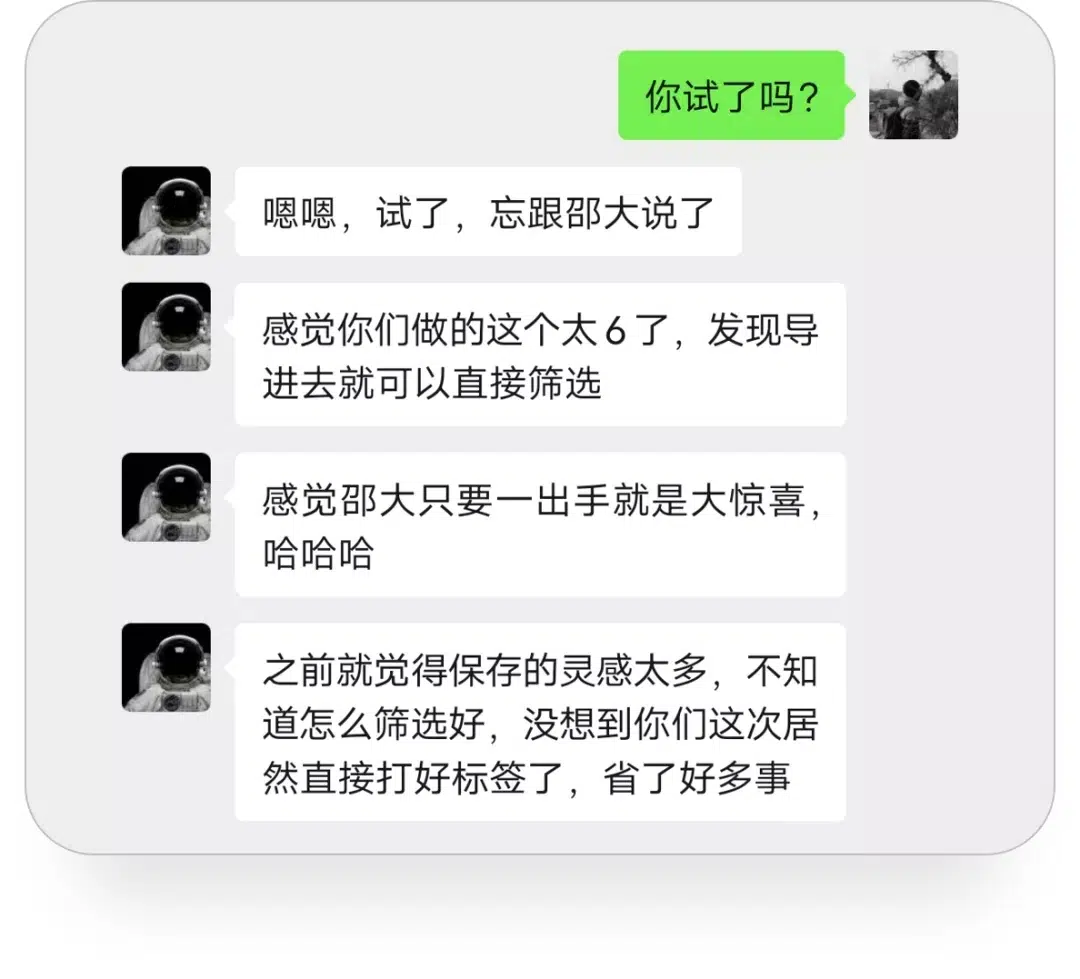 你试了吗？
嗯嗯，试了，忘跟邵大说了
感觉你们做的这个太6了，发现导
进去就可以直接筛选
感觉邵大只要一出手就是大惊喜，
哈哈哈
之前就觉得保存的灵感太多，不知
道怎么筛选好，没想到你们这次居
然直接打好标签了，省了好多事